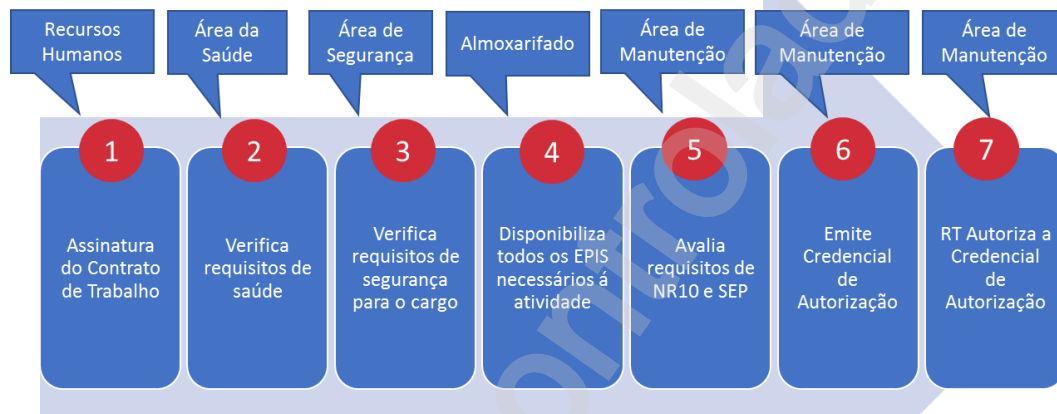 Recursos
Humanos
Área da
Saúde
Área de
Segurança
Almoxarifado
Área de
Manutenção
Área de
Manutenção
Área de
Manutenção
1
2
3
4
5
6
7
Assinatura
do Contrato
de Trabalho
Verifica
requisitos de
saúde
Verifica
requisitos de
segurança
para o cargo
Disponibiliza
todos os EPIS
necessários á
atividade
Avalia
requisitos de
NR10 e SEP
Emite
Credencial
de
Autorização
RT Autoriza a
Credencial
de
Autorização